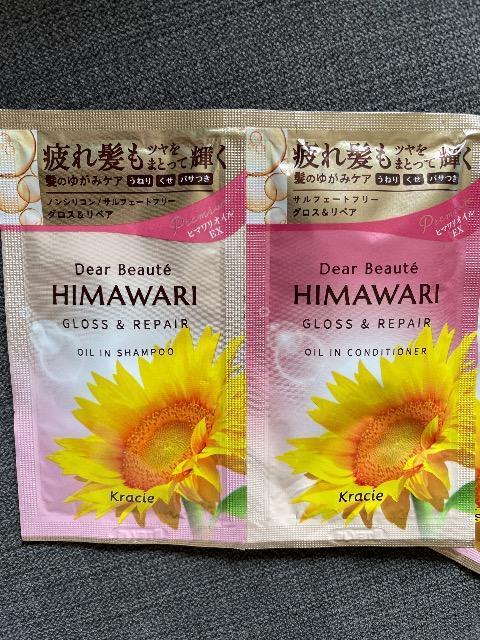 疲れ髪もツヤをまとって輝く
髪のゆがみケア うねり くせ パサつき
ノンシリコン/サルフェートフリー
グロス&リペア
Premium
ヒマワリオイル
EX
Dear Beauté
HIMAWARI
GLOSS & REPAIR
OIL IN SHAMPOO
Kracie
疲れ髪もツヤをまとって輝く
髪のゆがみケア うねり くせ パサつき
サルフェートフリー
グロス&リペア
Premium
ヒマワリオイル
EX
Dear Beauté
HIMAWARI
GLOSS & REPAIR
OIL IN CONDITIONER
Kracie